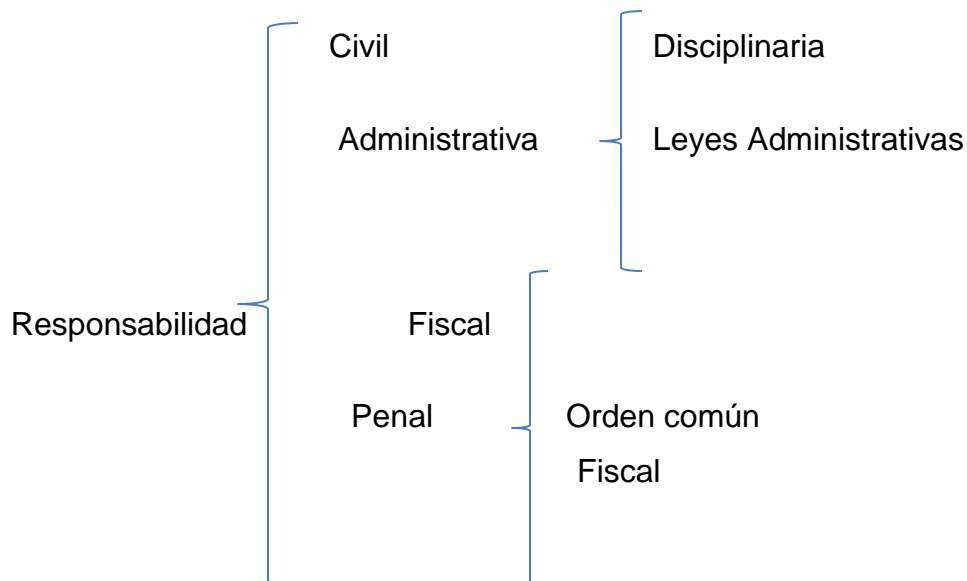 Civil
Disciplinaria
Administrativa
Leyes Administrativas
Responsabilidad
Fiscal
Penal
Orden común
Fiscal